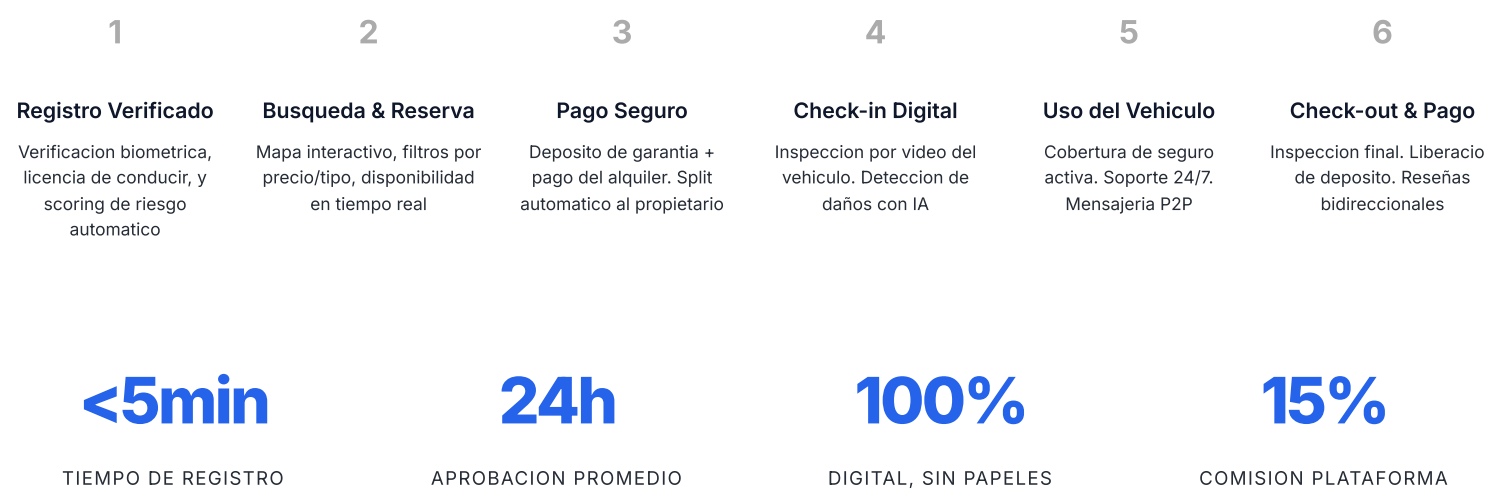 1
Registro Verificado
Verificacion biometrica,
licencia de conducir, y
scoring de riesgo
automatico
2
Busqueda & Reserva
Mapa interactivo, filtros por
precio/tipo, disponibilidad
en tiempo real
3
Pago Seguro
Deposito de garantia +
pago del alquiler. Split
automatico al propietario
4
Check-in Digital
Inspeccion por video del
vehiculo. Deteccion de
daños con IA
5
Uso del Vehiculo
Cobertura de seguro
activa. Soporte 24/7.
Mensajeria P2P
6
Check-out & Pago
Inspeccion final. Liberacio
de deposito. Reseñas
bidireccionales
<5min
TIEMPO DE REGISTRO
24h
APROBACION PROMEDIO
100%
DIGITAL, SIN PAPELES
15%
COMISION PLATAFORMA